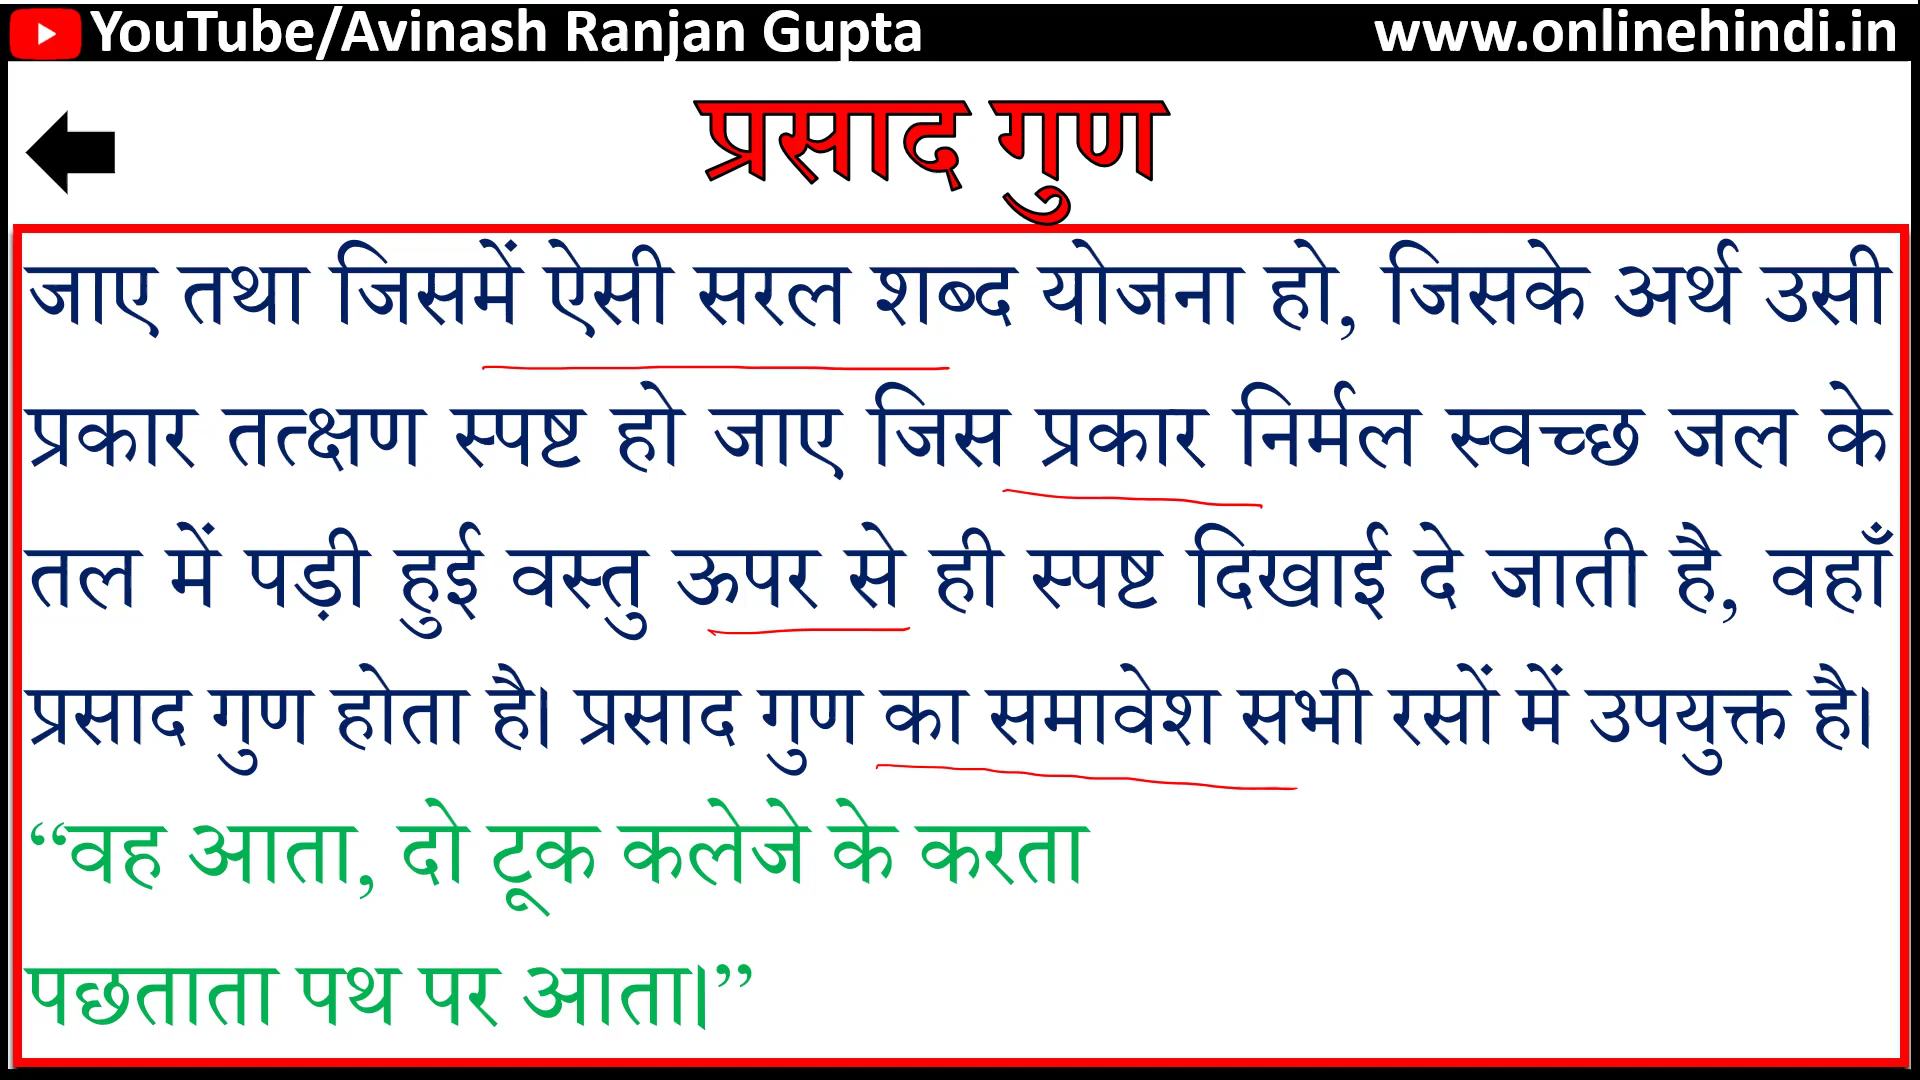 YouTube/Avinash Ranjan Gupta www.onlinehindi.in
प्रसाद गुण
जाए तथा जिसमें ऐसी सरल शब्द योजना हो, जिसके अर्थ उसी
प्रकार तत्क्षण स्पष्ट हो जाए जिस प्रकार निर्मल स्वच्छ जल के
तल में पड़ी हुई वस्तु ऊपर से ही स्पष्ट दिखाई दे जाती है, वहाँ
प्रसाद गुण होता है। प्रसाद गुण का समावेश सभी रसों में उपयुक्त है।
“वह आता, दो टूक कलेजे के करता
पछताता पथ पर आता।”